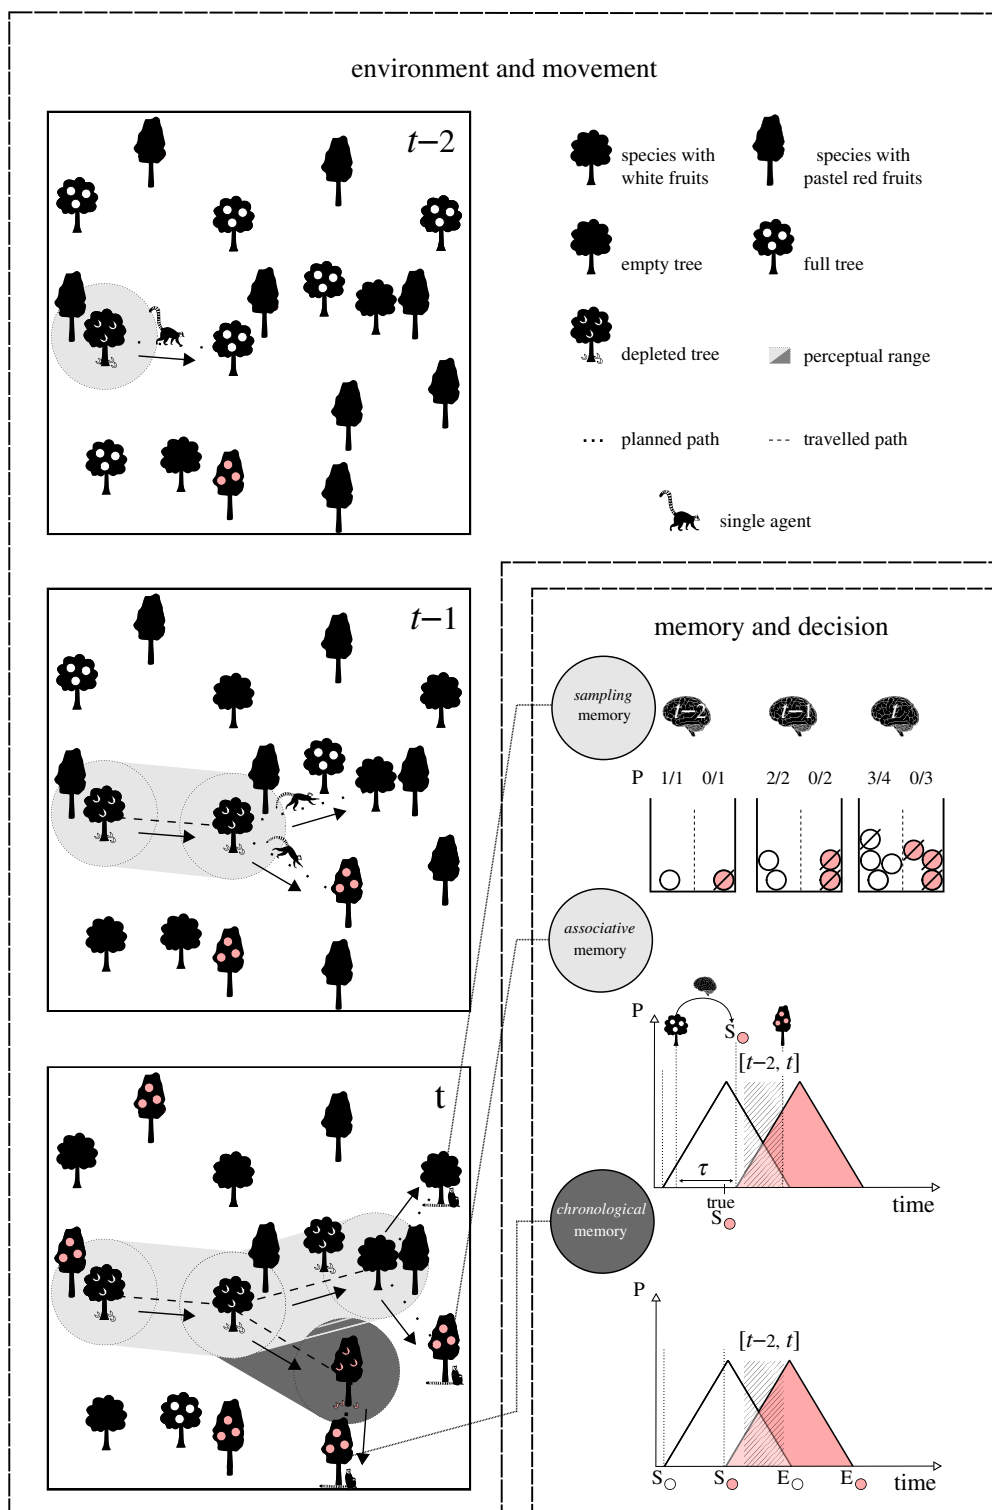 environment and movement
t–2
species with
white fruits
species with
pastel red fruits
empty tree
full tree
depleted tree
perceptual range
planned path
travelled path
single agent
t–1
t
memory and decision
sampling
memory
t–2
t–1
t
P 1/1 0/1 2/2 0/2 3/4 0/3
associative
memory
P
S
[t–2, t]
τ
true
S
time
chronological
memory
P
[t–2, t]
S S E E time